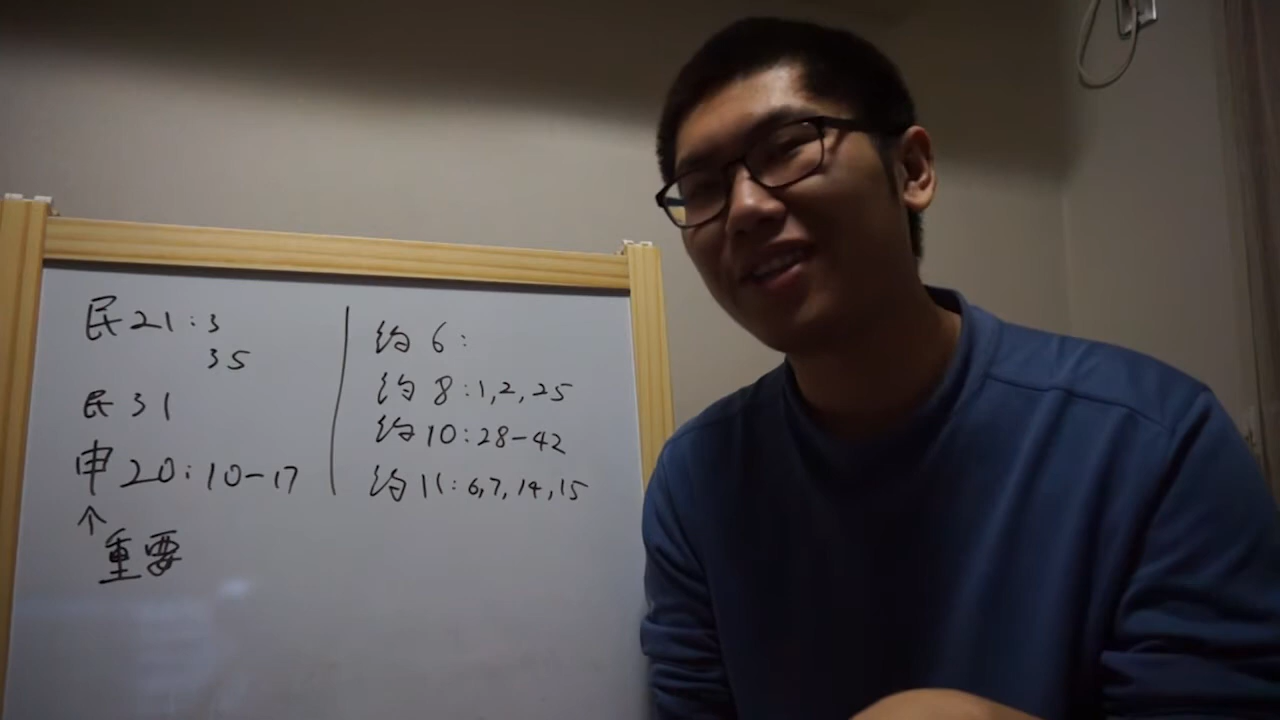 民21:3
35
民31
申20:10-17
↑
重要
约6:
约8:1,2,25
约10:28-42
约11:6,7,14,15